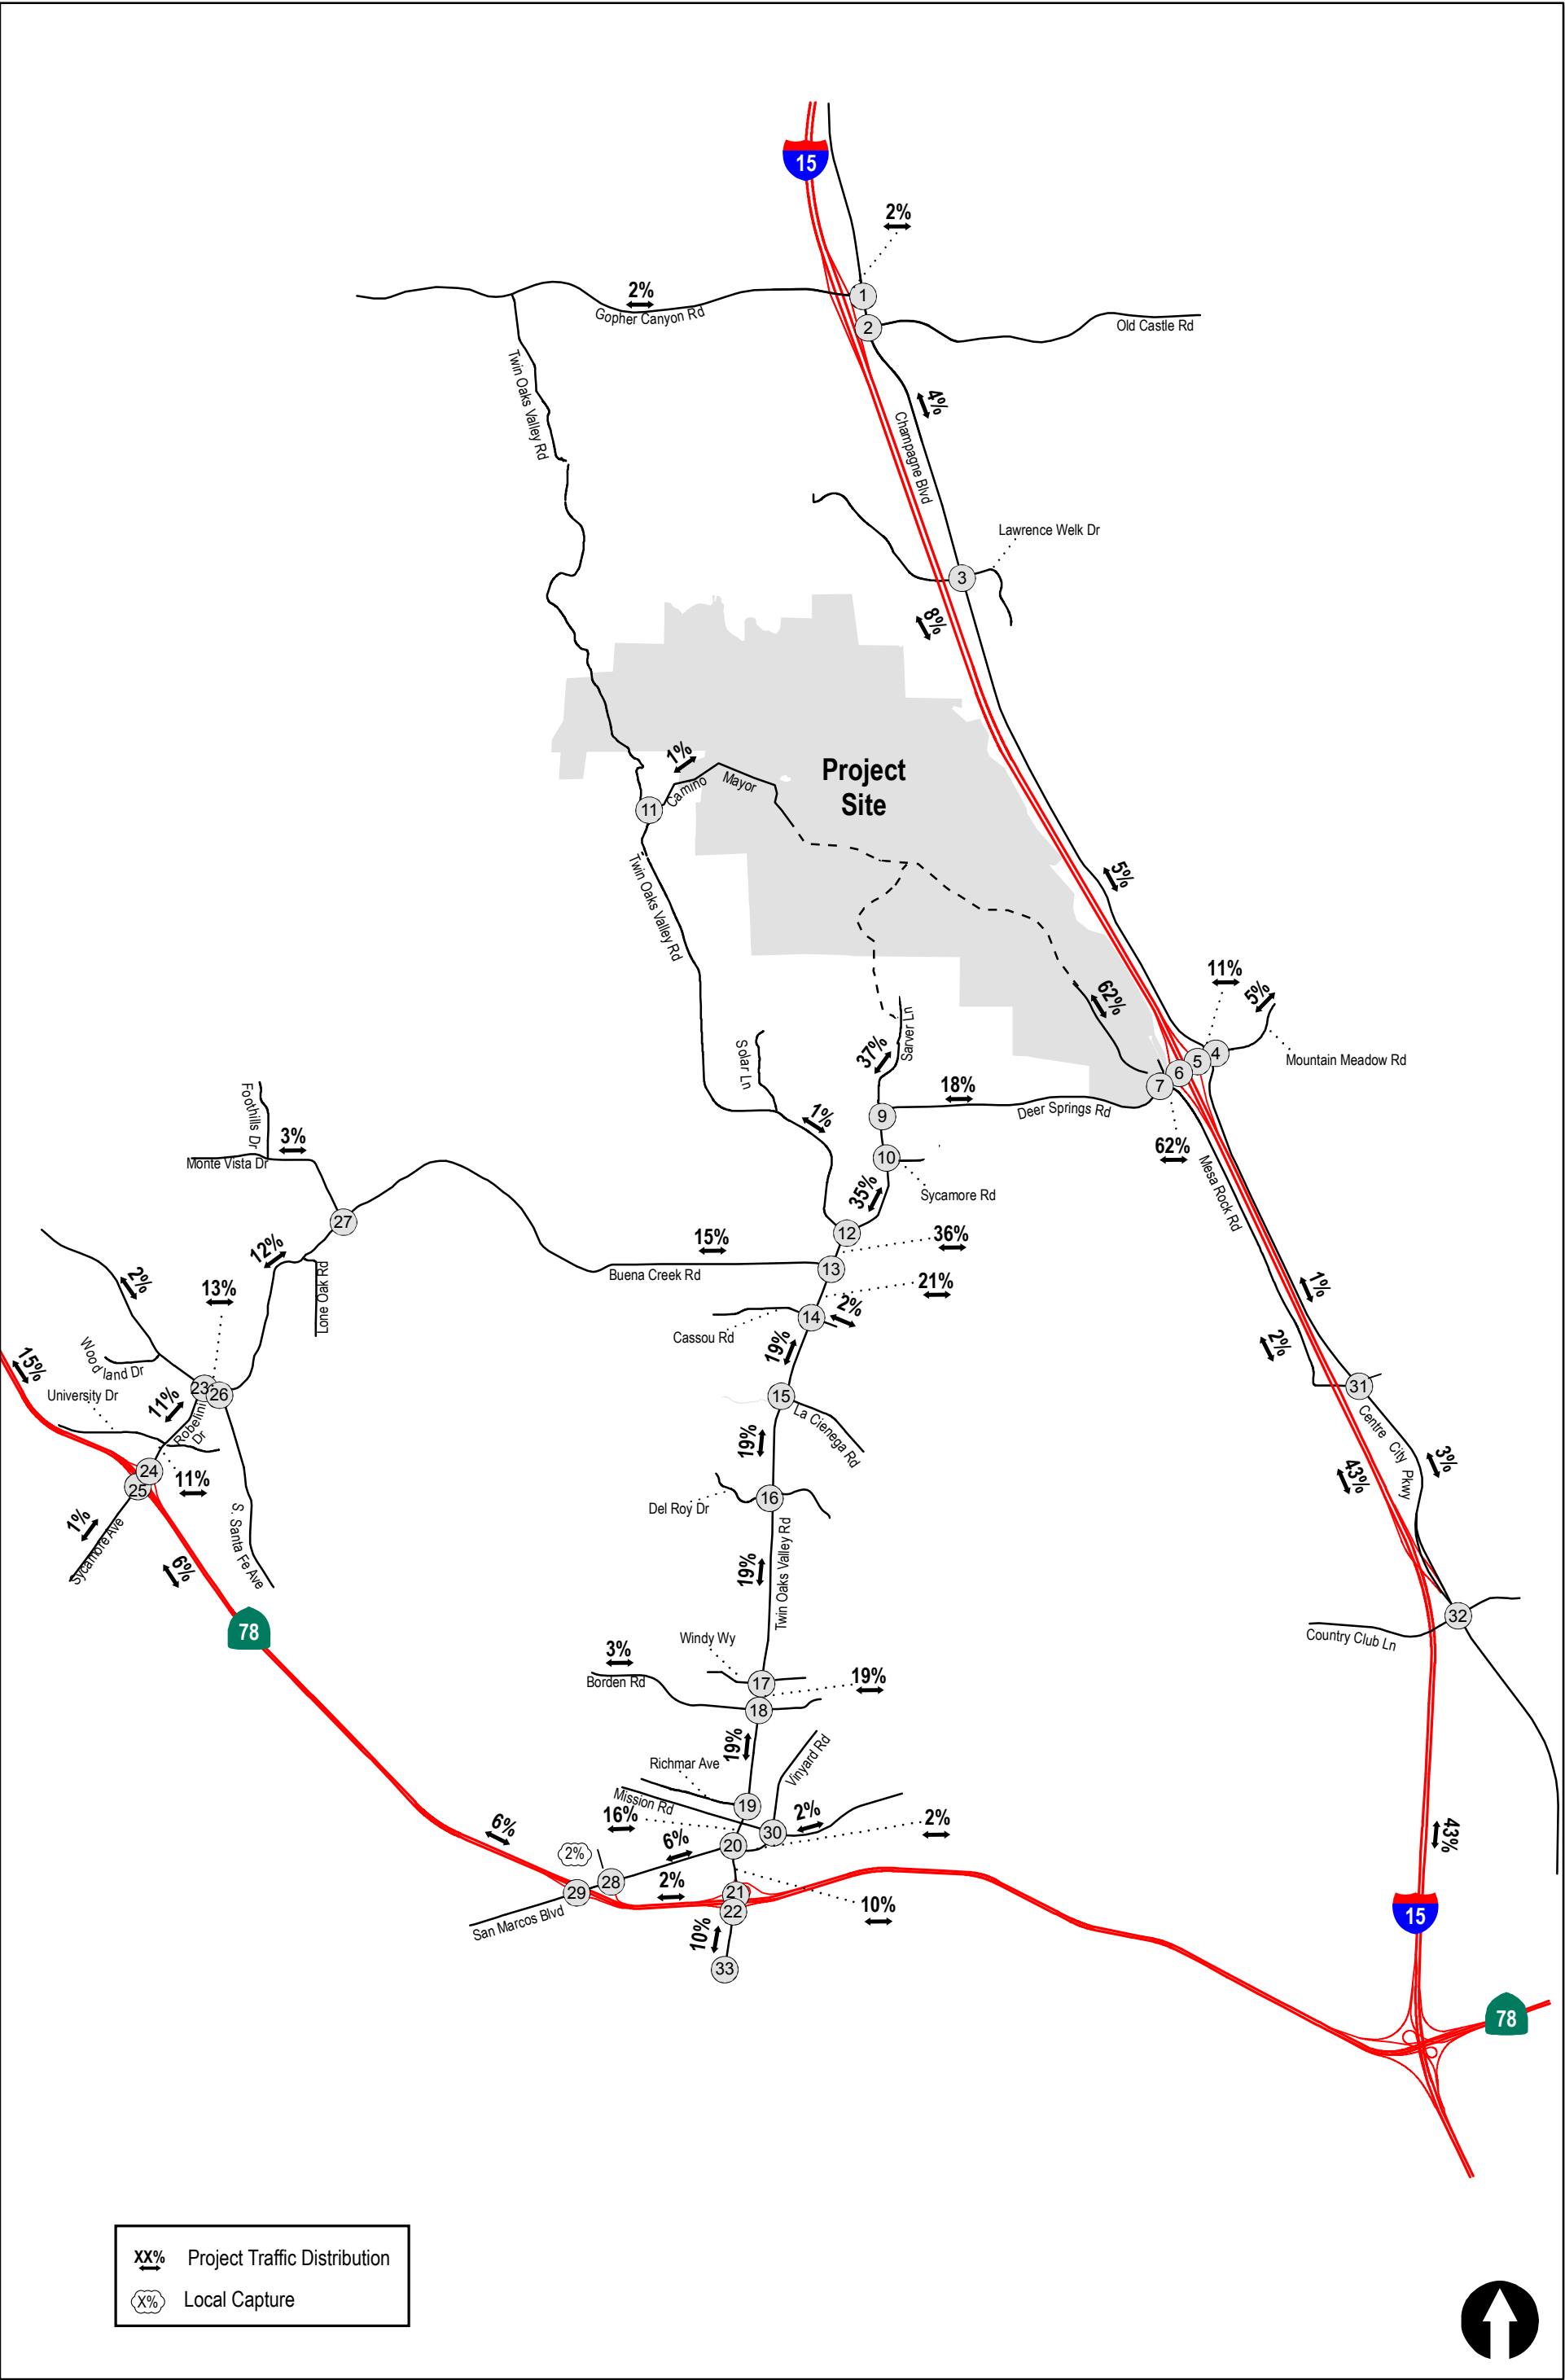 15
2%
2%
1
Gopher Canyon Rd
2
Old Castle Rd
Twin Oaks Valley Rd
4%
Champagne Blvd
Lawrence Welk Dr
3
8%
1%
Camino
Mayor
Project
Site
11
Twin Oaks Valley Rd
5%
11%
5%
62%
Sarver Ln
37%
Solar Ln
4
5
6
7
Mountain Meadow Rd
18%
Deer Springs Rd
9
1%
Foothills Dr
3%
Monte Vista Dr
62%
10
Mesa Rock Rd
35%
Sycamore Rd
27
12
36%
12%
15%
13
Buena Creek Rd
Lone Oak Rd
2%
13%
21%
14
2%
Cassou Rd
1%
19%
2%
15%
Wood'land Dr
University Dr
23
26
11%
Robelini
Dr
31
15
La Cienega Rd
Centre City Pkwy
19%
3%
24
25
11%
43%
Del Roy Dr
16
1%
Sycamore Ave
6%
S. Santa Fe Ave
19%
Twin Oaks Valley Rd
78
32
Country Club Ln
Windy Wy
3%
Borden Rd
17
19%
18
19%
Richmar Ave
Vinyard Rd
Mission Rd
19
16%
30
2%
2%
6%
6%
20
43%
2%
28
29
2%
21
22
10%
San Marcos Blvd
10%
33
15
78
XX%
Project Traffic Distribution
X%
Local Capture